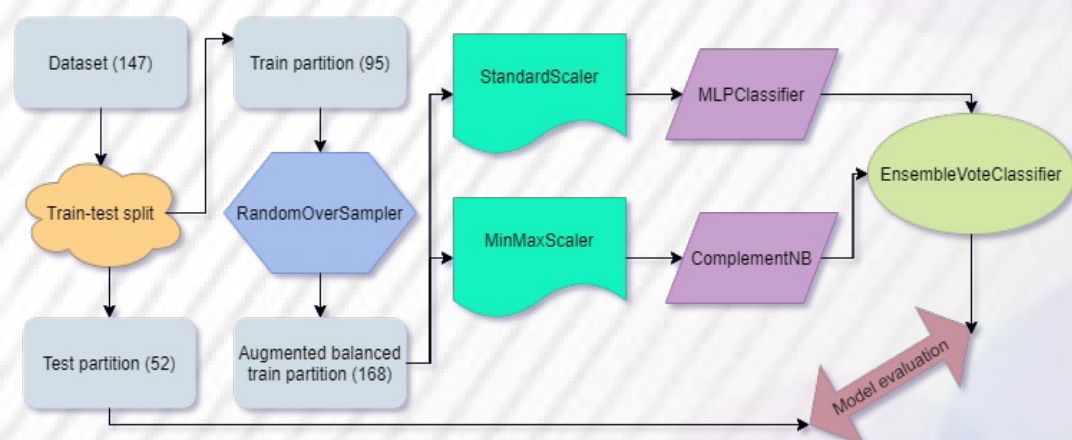 Dataset (147)
Train-test split
Test partition (52)
Train partition (95)
RandomOverSampler
Augmented balanced
train partition (168)
StandardScaler
MinMaxScaler
MLPClassifier
ComplementNB
EnsembleVoteClassifier
Model evaluation